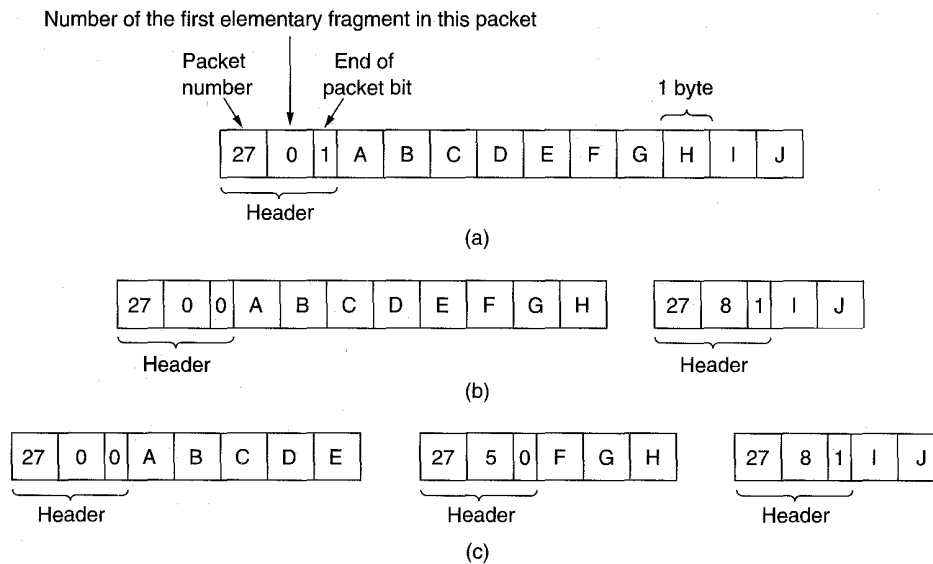 Number of the first elementary fragment in this packet
Packet number
End of packet bit
1 byte
27 0 1 A B C D E F G H I J
Header
(a)
27 0 0 A B C D E F G H
27 8 1 I J
Header
Header
(b)
27 0 0 A B C D E
27 5 0 F G H
27 8 1 I J
Header
Header
Header
(c)